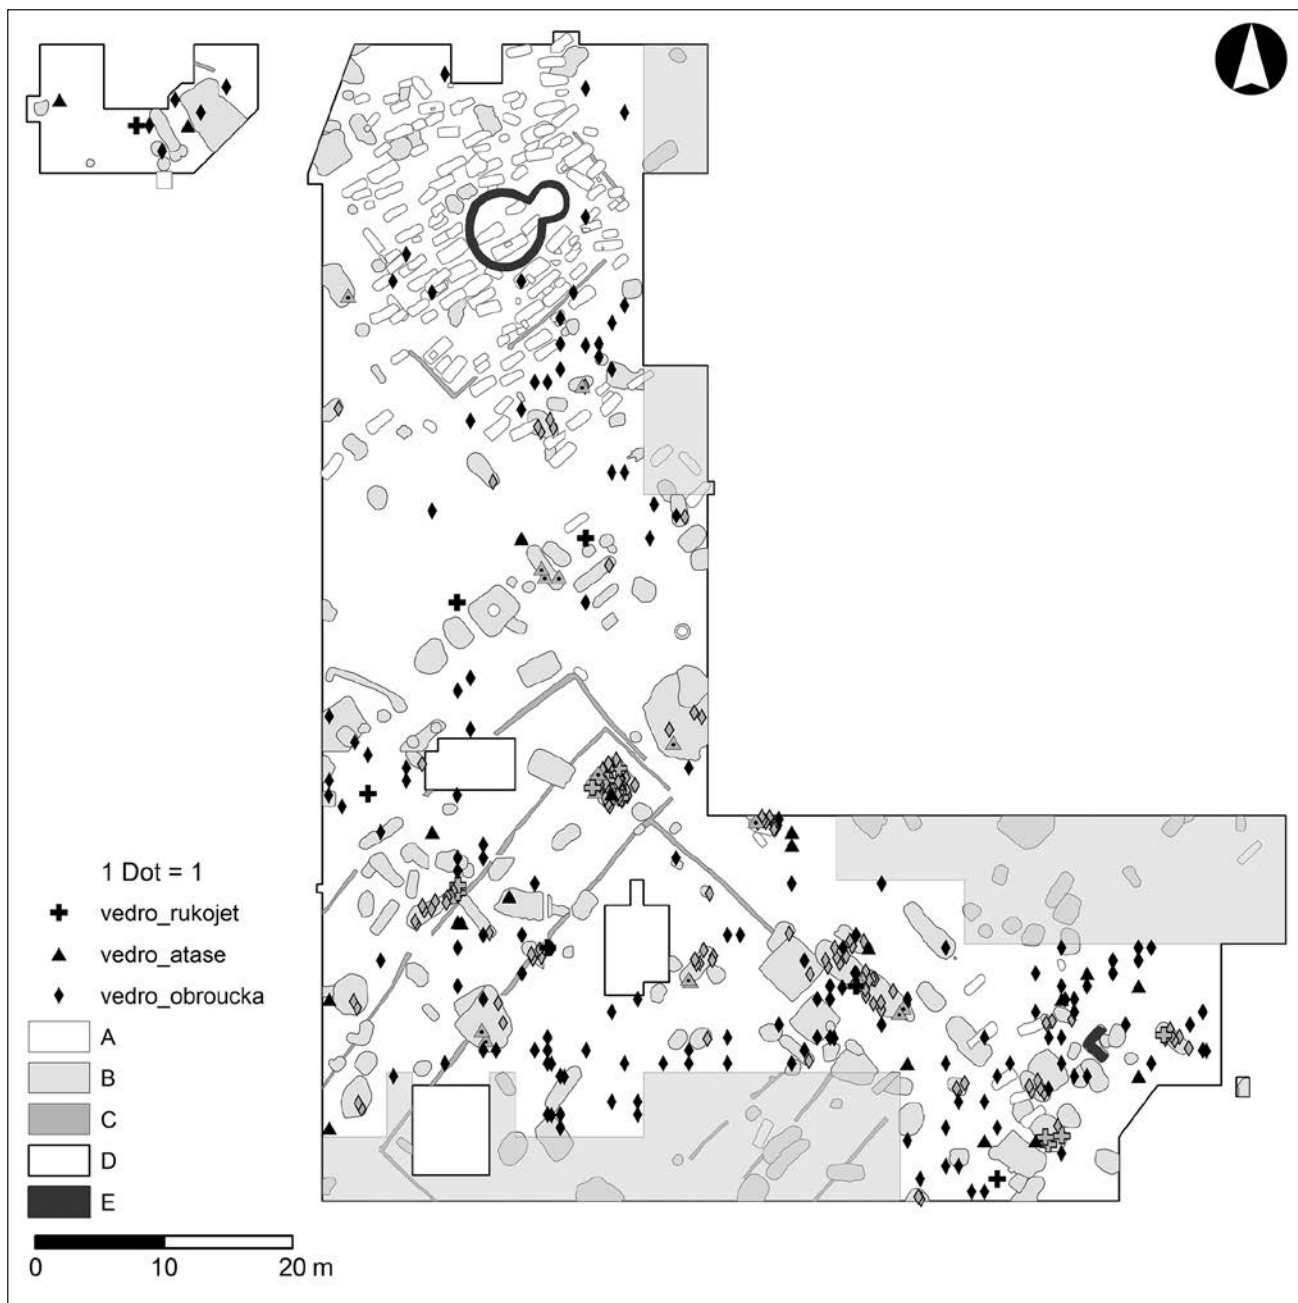 1 Dot = 1
vedro_rukojet
vedro_atase
vedro_obroucka
A
B
C
D
E
0 10 20 m